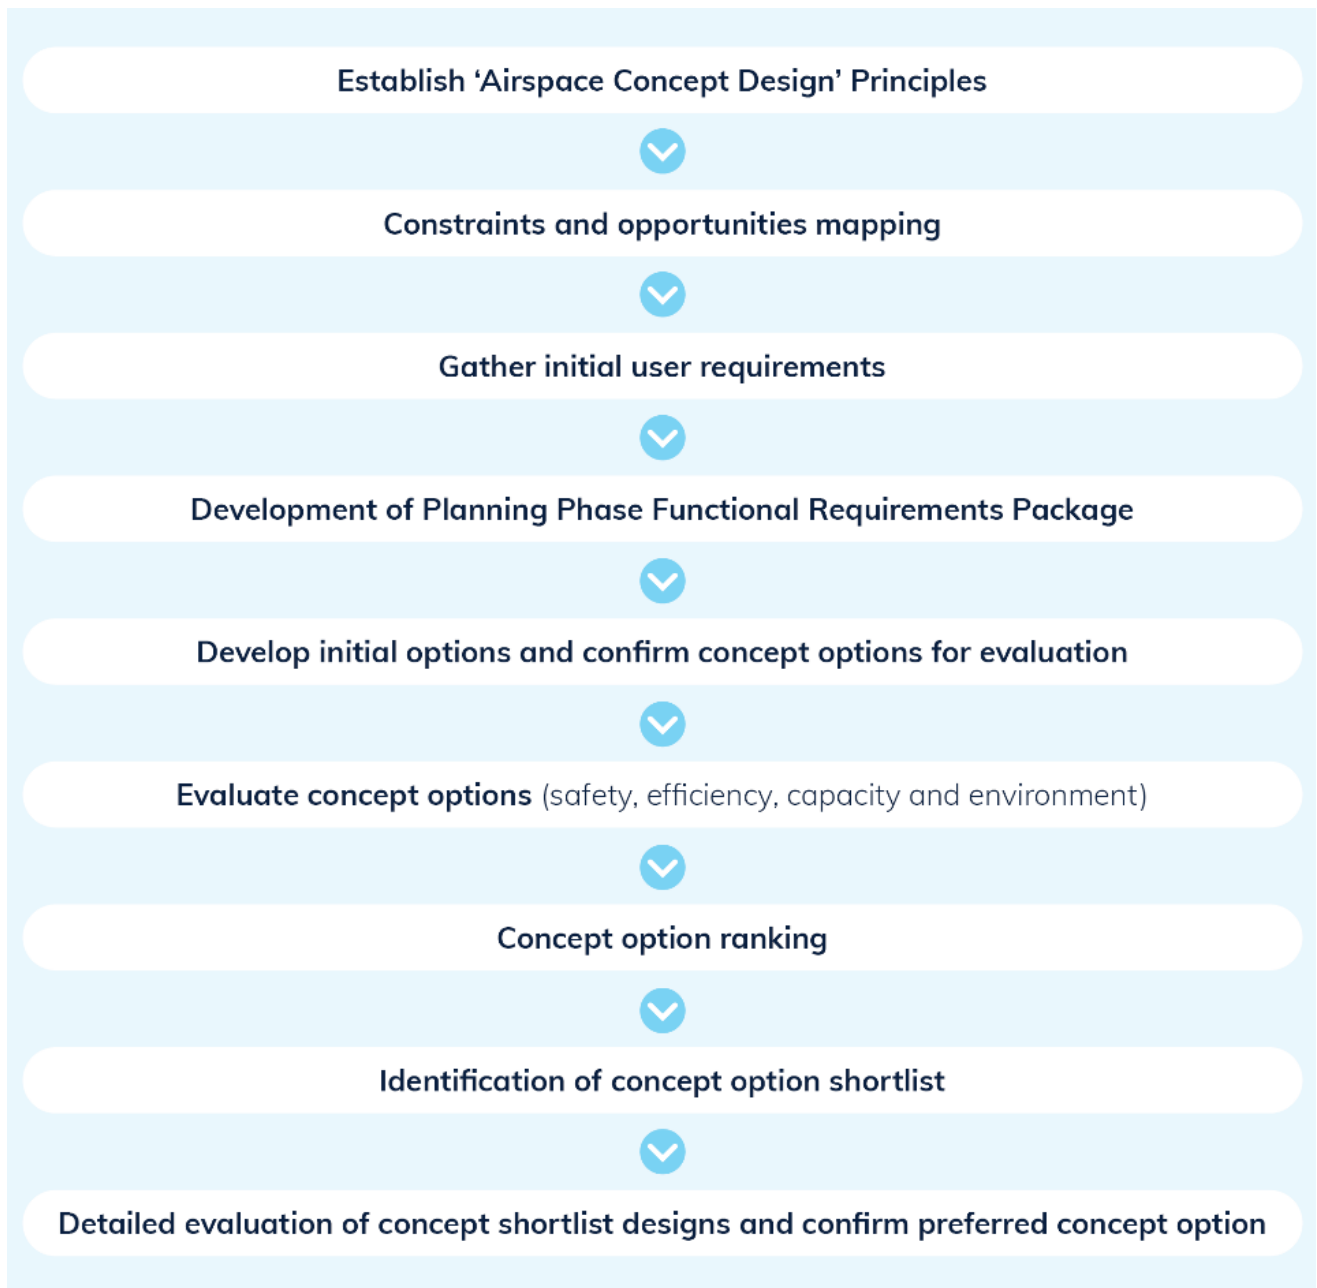 Establish ‘Airspace Concept Design’ Principles
Constraints and opportunities mapping
Gather initial user requirements
Development of Planning Phase Functional Requirements Package
Develop initial options and confirm concept options for evaluation
Evaluate concept options (safety, efficiency, capacity and environment)
Concept option ranking
Identification of concept option shortlist
Detailed evaluation of concept shortlist designs and confirm preferred concept option